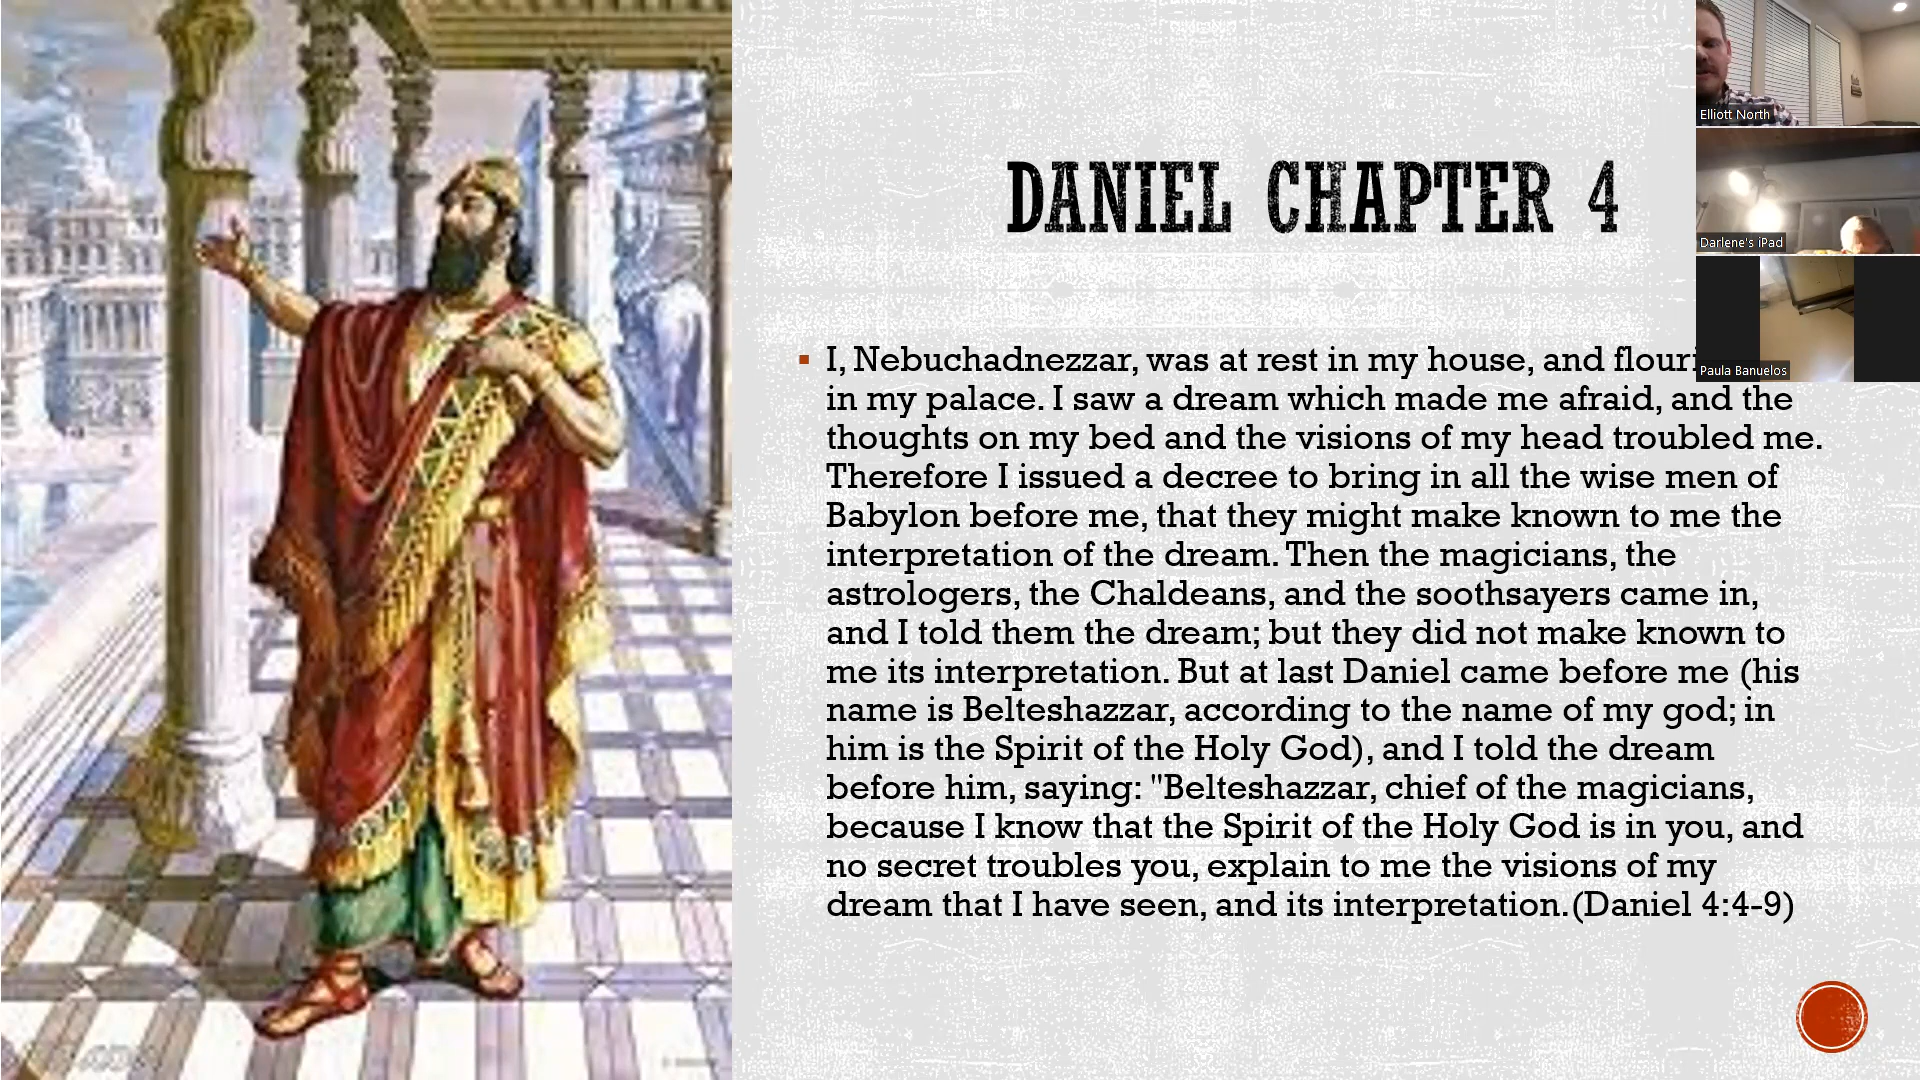 DANIEL CHAPTER 4
I, Nebuchadnezzar, was at rest in my house, and
in my palace. I saw a dream which made me afraid, and the
thoughts on my bed and the visions of my head troubled me.
Therefore I issued a decree to bring in all the wise men of
Babylon before me, that they might make known to me the
interpretation of the dream. Then the magicians, the
astrologers, the Chaldeans, and the soothsayers came in,
and I told them the dream; but they did not make known to
me its interpretation. But at last Daniel came before me (his
name is Belteshazzar, according to the name of my god; in
him is the Spirit of the Holy God), and I told the dream
before him, saying: "Belteshazzar, chief of the magicians,
because I know that the Spirit of the Holy God is in you, and
no secret troubles you, explain to me the visions of my
dream that I have seen, and its interpretation.(Daniel 4:4-9)
Elliott North
Darlene's iPad
Paula Banuelos